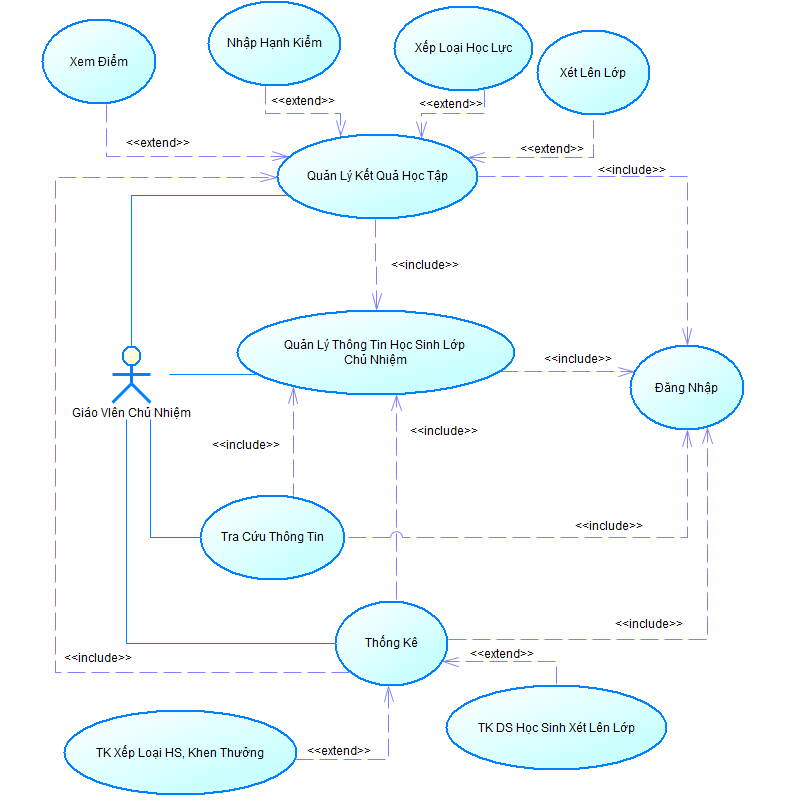 Xem Điểm
Nhập Hạnh Kiểm
Xếp Loại Học Lực
Xét Lên Lớp
<<extend>>
<<extend>>
<<extend>>
<<extend>>
Quản Lý Kết Quả Học Tập
<<include>>
<<include>>
Quản Lý Thông Tin Học Sinh Lớp
Chủ Nhiệm
<<include>>
Đăng Nhập
Giáo VIên Chủ Nhiệm
<<include>>
<<include>>
Tra Cứu Thông Tin
<<include>>
<<include>>
Thống Kê
<<include>>
<<extend>>
TK DS Học Sinh Xét Lên Lớp
TK Xếp Loại HS, Khen Thưởng
<<extend>>